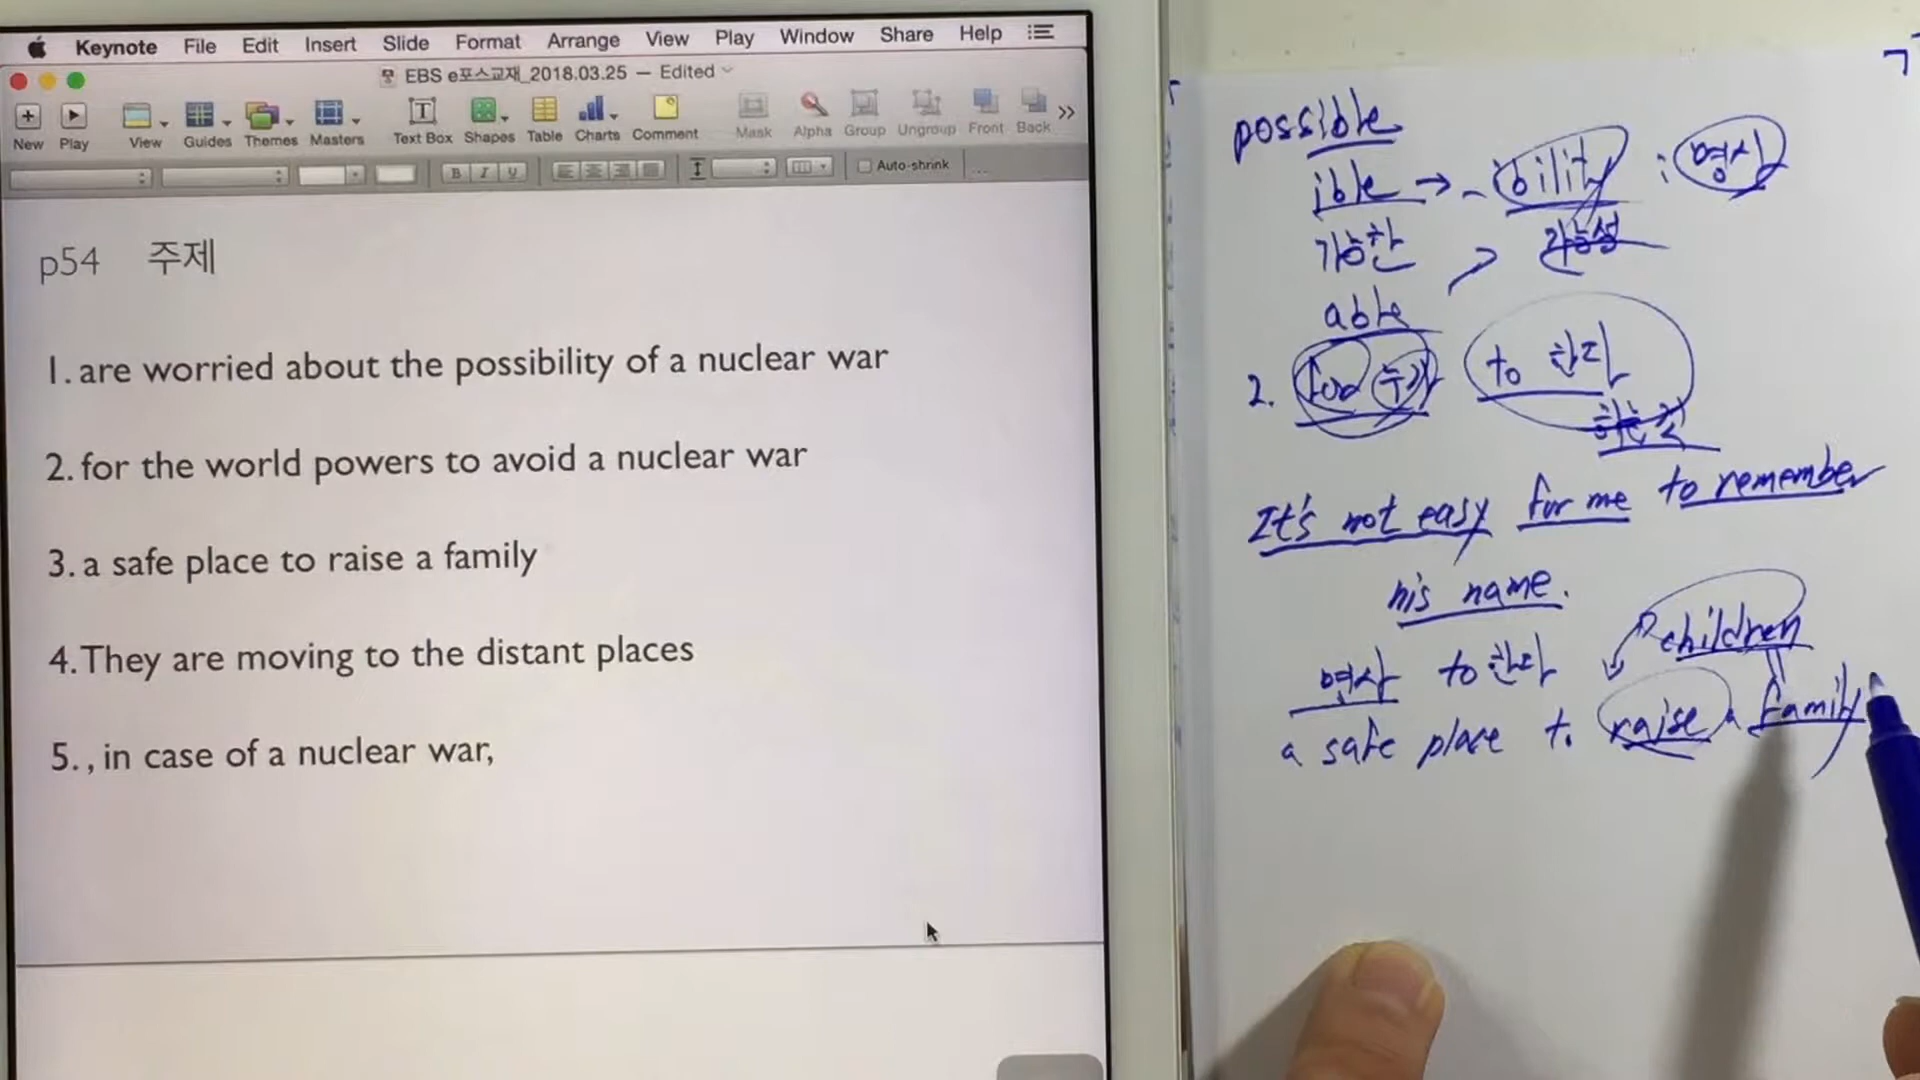 Keynote File Edit Insert Slide Format Arrange View Play Window Share Help
EBS e포스교재_2018.03.25 — Edited
New Play View Guides Themes Masters Text Box Shapes Table Charts Comment Mask Alpha Group Ungroup Front Back
B I U Auto-shrink
p54 주제
1. are worried about the possibility of a nuclear war
2. for the world powers to avoid a nuclear war
3. a safe place to raise a family
4. They are moving to the distant places
5. , in case of a nuclear war,
possible
ible → -bility : 명사
가능한 가능성
able
2. for to 한다
It's not easy for me to remember
his name.
children
명사 to 한다
a safe place to raise a family